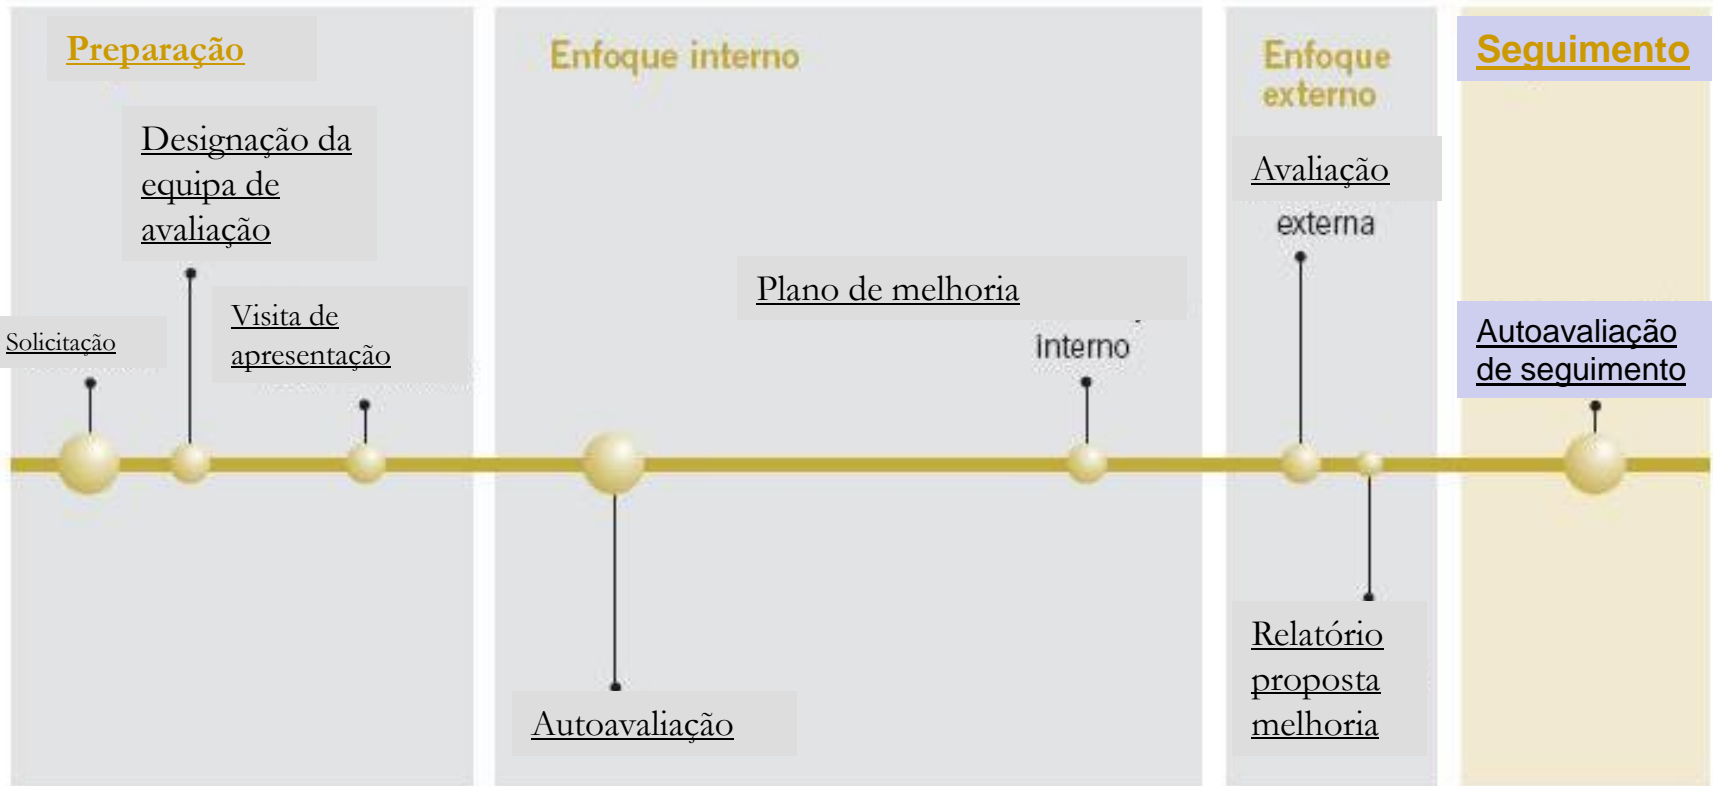 Preparação
Designação da
equipa de
avaliação
Solicitação
Visita de
apresentação
Enfoque interno
Plano de melhoria
interno
Autoavaliação
Enfoque
externo
Avaliação
externa
Relatório
proposta
melhoria
Seguimento
Autoavaliação
de seguimento